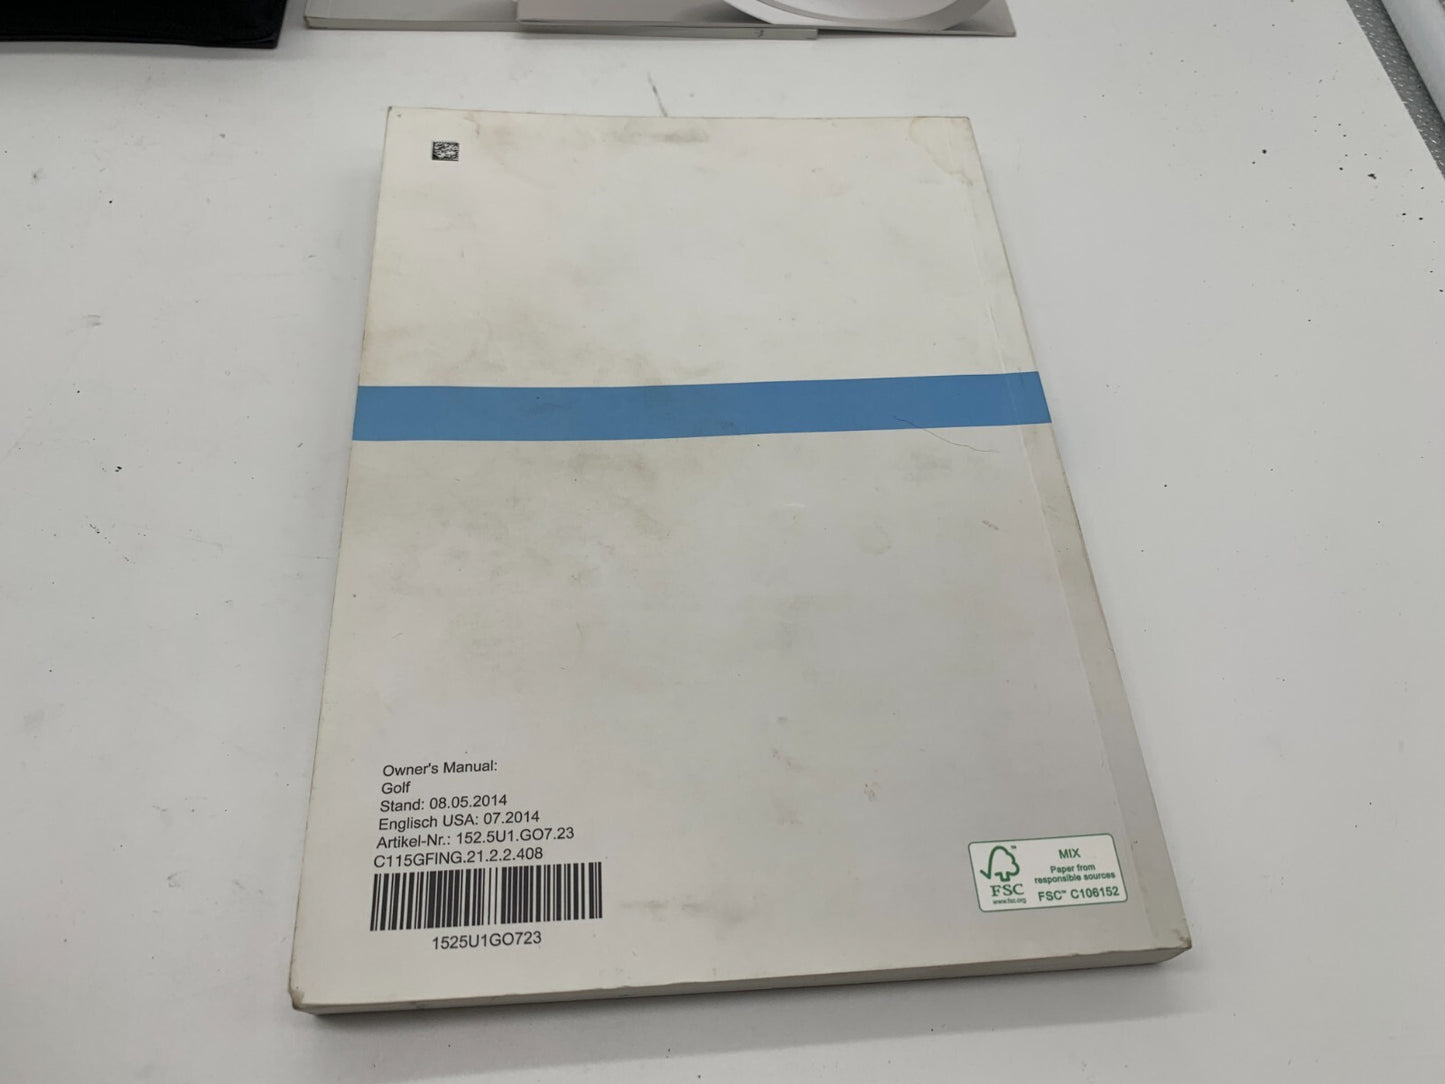 Owner's Manual:
Golf
Stand: 08.05.2014
Englisch USA: 07.2014
Artikel-Nr.: 152.5U1.GO7.23
C115GFING.21.2.2.408
1525U1GO723
FSC
www.fsc.org
MIX
Paper from
responsible sources
FSC™ C106152